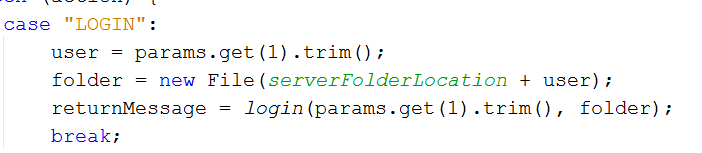 case "LOGIN":
user = params.get(1).trim();
folder = new File(serverFolderLocation + user);
returnMessage = login(params.get(1).trim(), folder);
break;